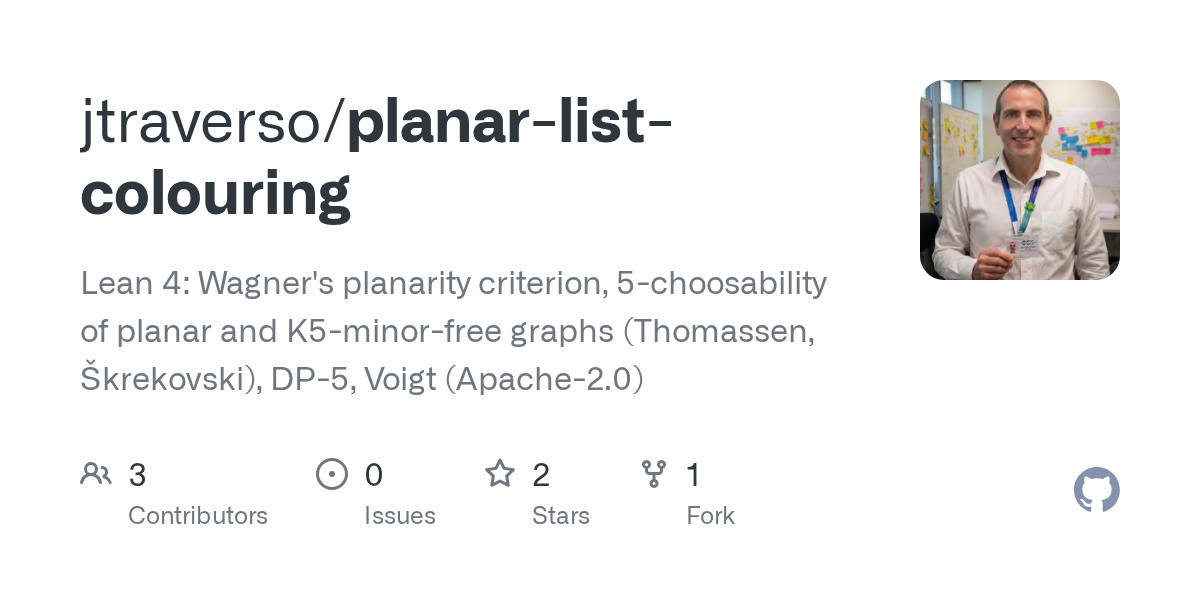 jtraverso/planar-list-
colouring
Lean 4: Wagner's planarity criterion, 5-choosability
of planar and K5-minor-free graphs (Thomassen,
Škrekovski), DP-5, Voigt (Apache-2.0)
3
Contributors
0
Issues
2
Stars
1
Fork